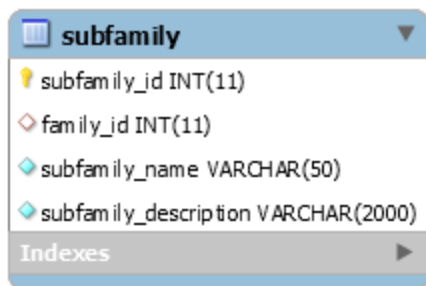 subfamily
subfamily_id INT(11)
family_id INT(11)
subfamily_name VARCHAR(50)
subfamily_description VARCHAR(2000)
Indexes